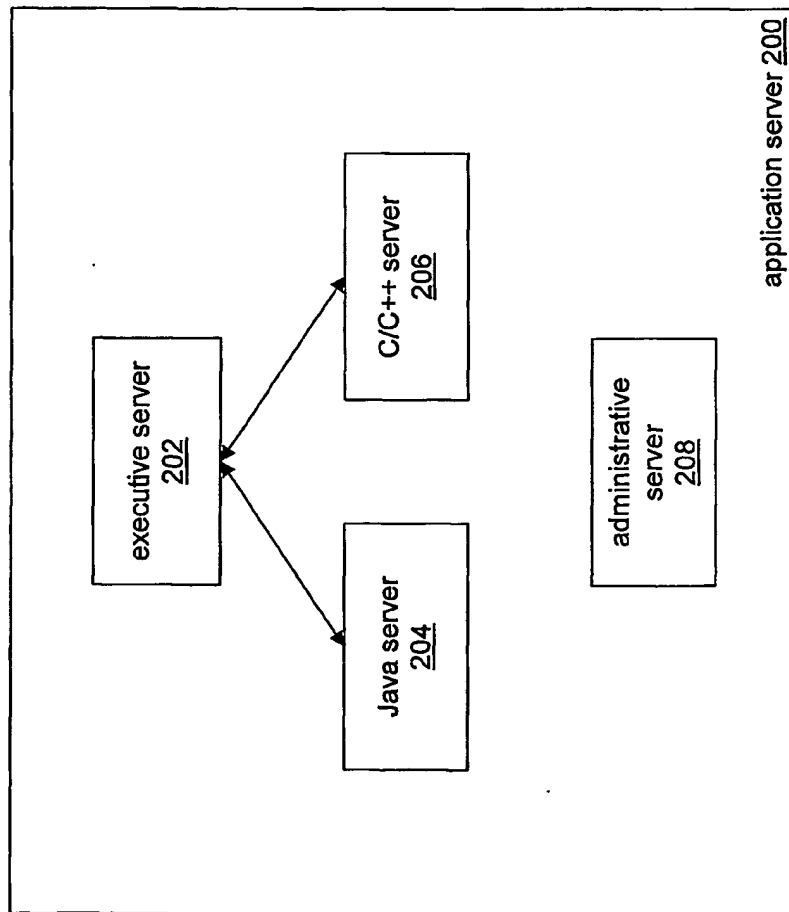 executive server
202
Java server
204
C/C++ server
206
administrative
server
208
application server 200